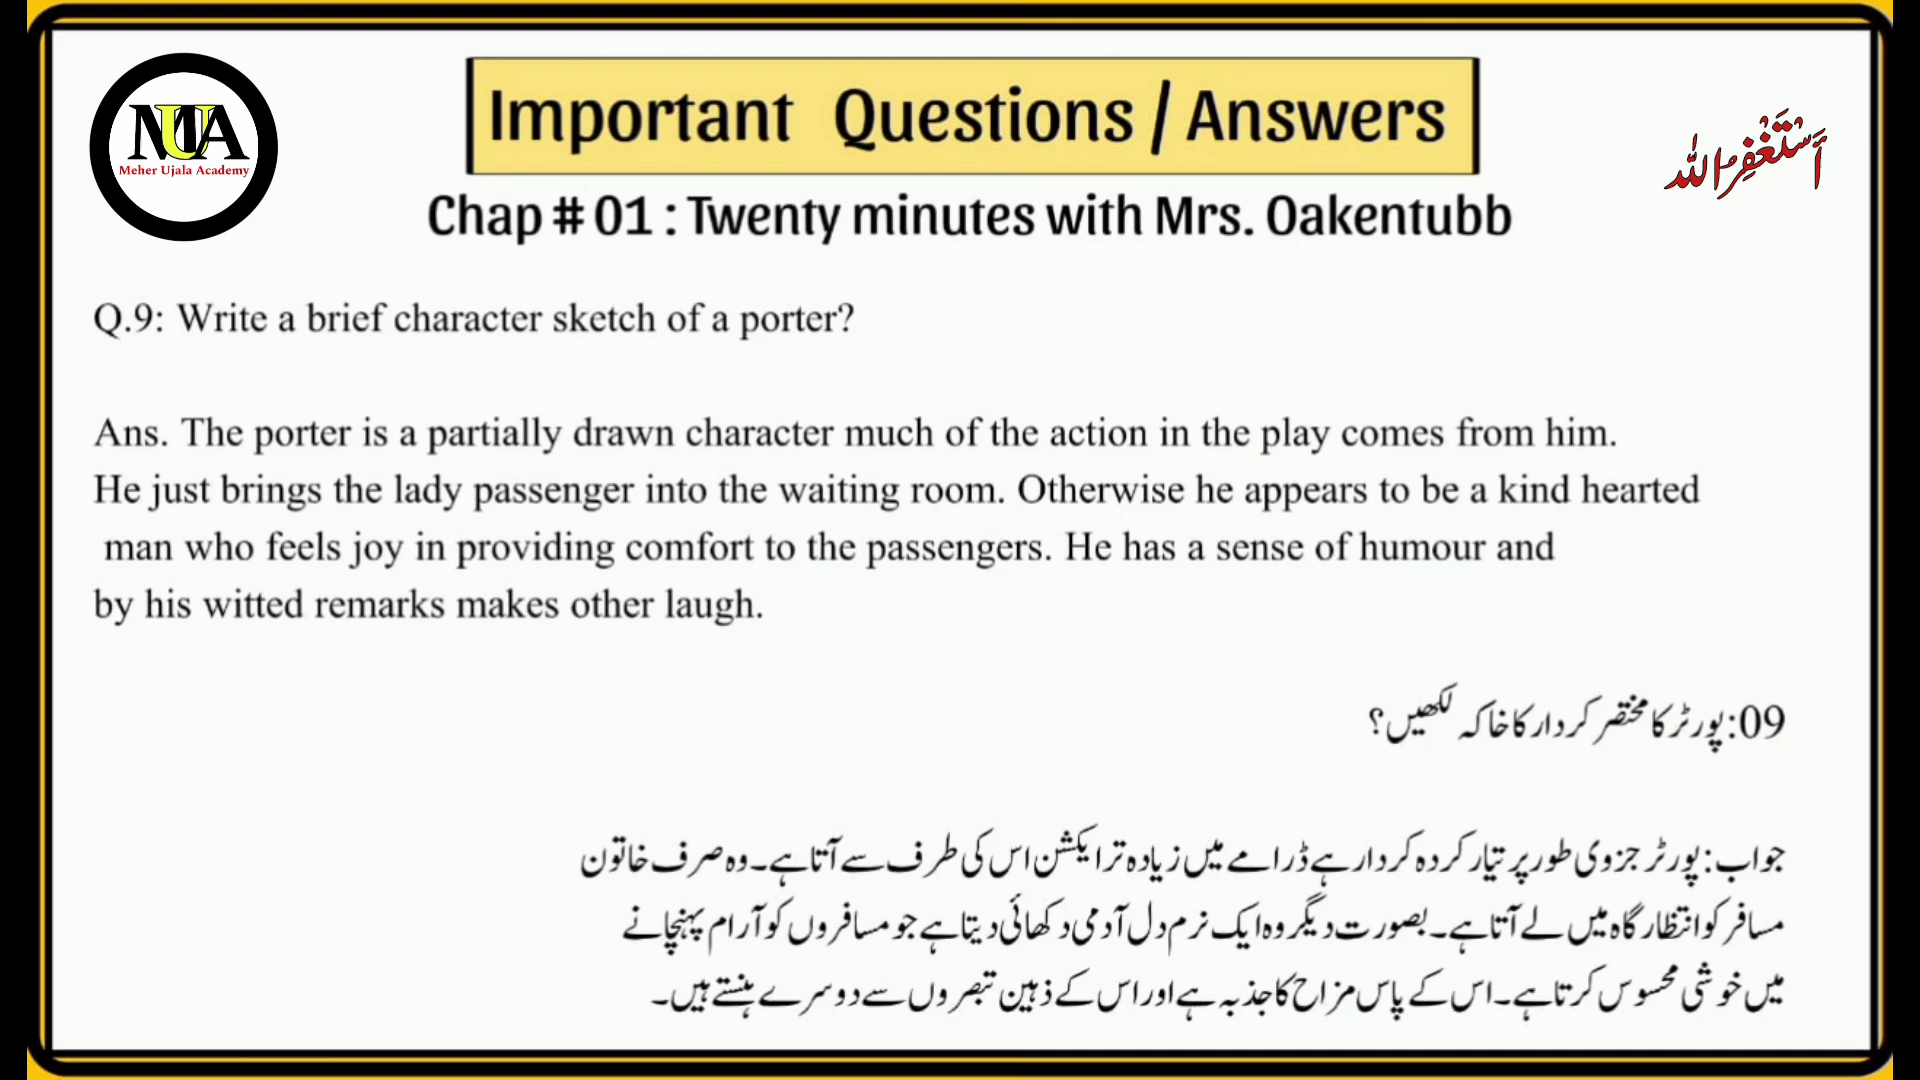 MUA
Meher Ujala Academy
Important Questions / Answers
أَسْتَغْفِرُاللّٰه
Chap # 01 : Twenty minutes with Mrs. Oakentubb
Q.9: Write a brief character sketch of a porter?
Ans. The porter is a partially drawn character much of the action in the play comes from him.
He just brings the lady passenger into the waiting room. Otherwise he appears to be a kind hearted
man who feels joy in providing comfort to the passengers. He has a sense of humour and
by his witted remarks makes other laugh.
09: پورٹر کا مختصر کردار کا خاکہ لکھیں؟
جواب: پورٹر جزوی طور پر تیار کردہ کردار ہے ڈرامے میں زیادہ تر ایکشن اس کی طرف سے آتا ہے۔ وہ صرف خاتون
مسافر کو انتظار گاہ میں لے آتا ہے۔ بصورت دیگر وہ ایک نرم دل آدمی دکھائی دیتا ہے جو مسافروں کو آرام پہنچانے
میں خوشی محسوس کرتا ہے۔ اس کے پاس مزاح کا جذبہ ہے اور اس کے ذہین تبصروں سے دوسرے ہنستے ہیں۔